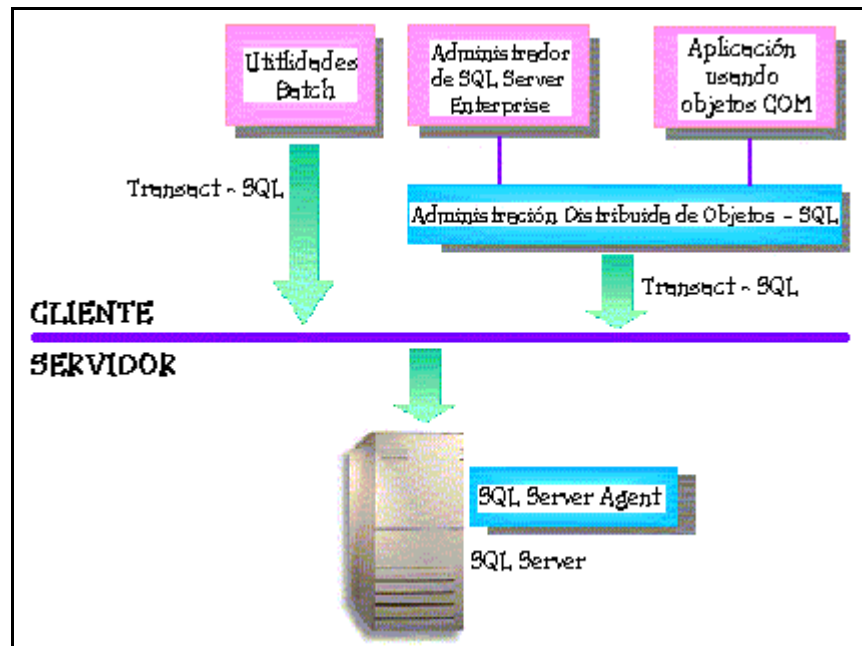 Utilidades
Batch
Administrador
de SQL Server
Enterprise
Aplicación
usando
objetos COM
Transact - SQL
Administración Distribuida de Objetos - SQL
Transact - SQL
CLIENTE
SERVIDOR
SQL Server Agent
SQL Server